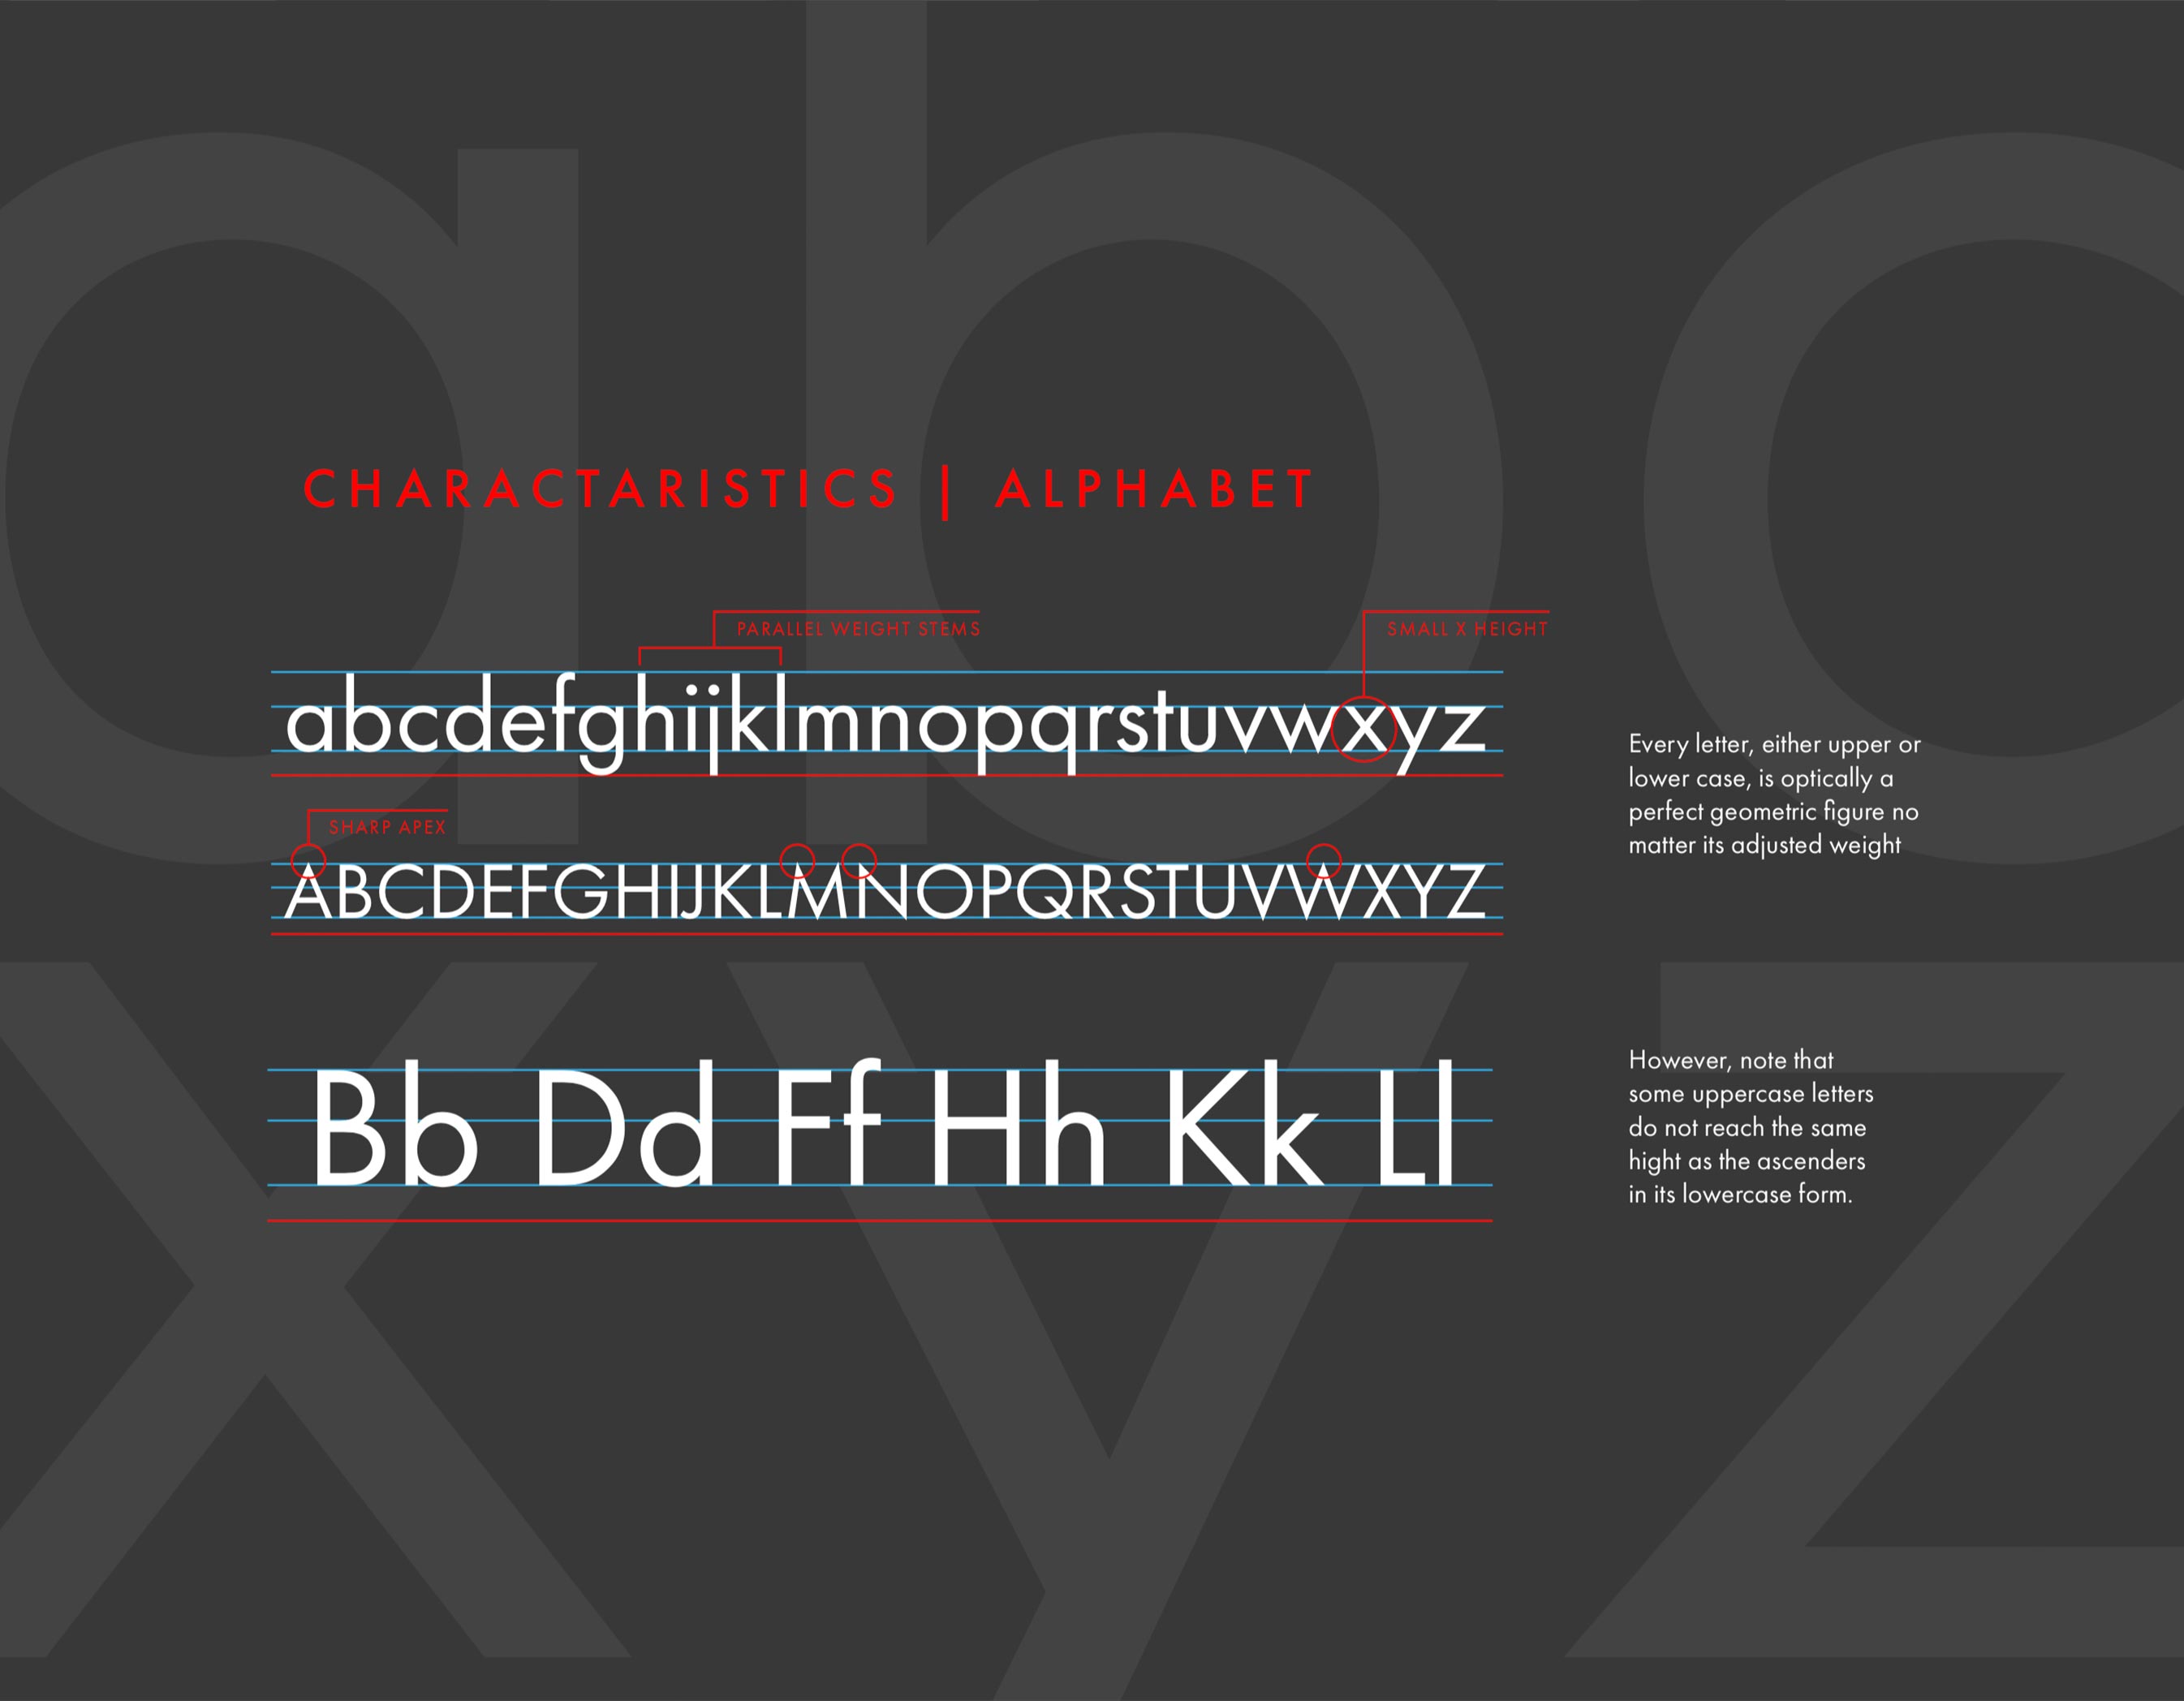 a b c
CHARACTARISTICS | ALPHABET
PARALLEL WEIGHT STEMS
SMALL X HEIGHT
abcdefghijklmnopqrstuvwxyz
SHARP APEX
ABCDEFGHIJKLMNOPQRSTUVWXYZ
Every letter, either upper or
lower case, is optically a
perfect geometric figure no
matter its adjusted weight
Bb Dd Ff Hh Kk Ll
However, note that
some uppercase letters
do not reach the same
hight as the ascenders
in its lowercase form.
x y z